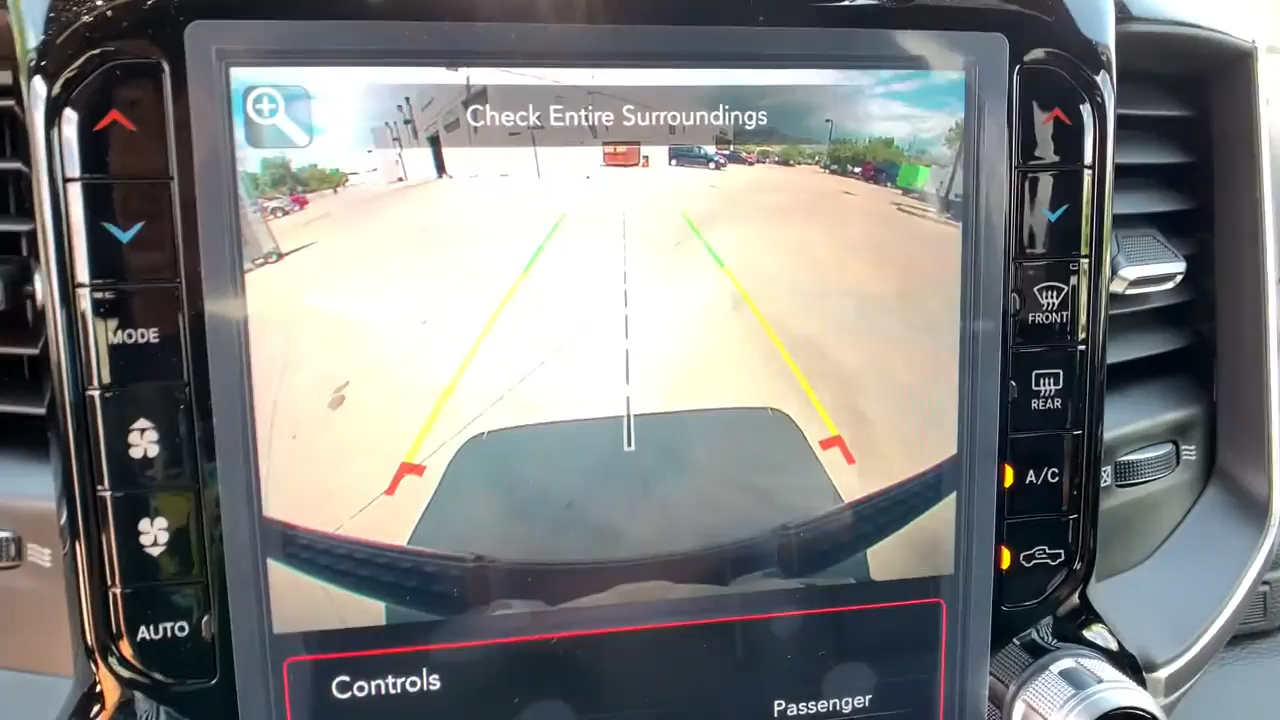 Check Entire Surroundings
MODE
AUTO
FRONT
REAR
A/C
Controls
Passenger